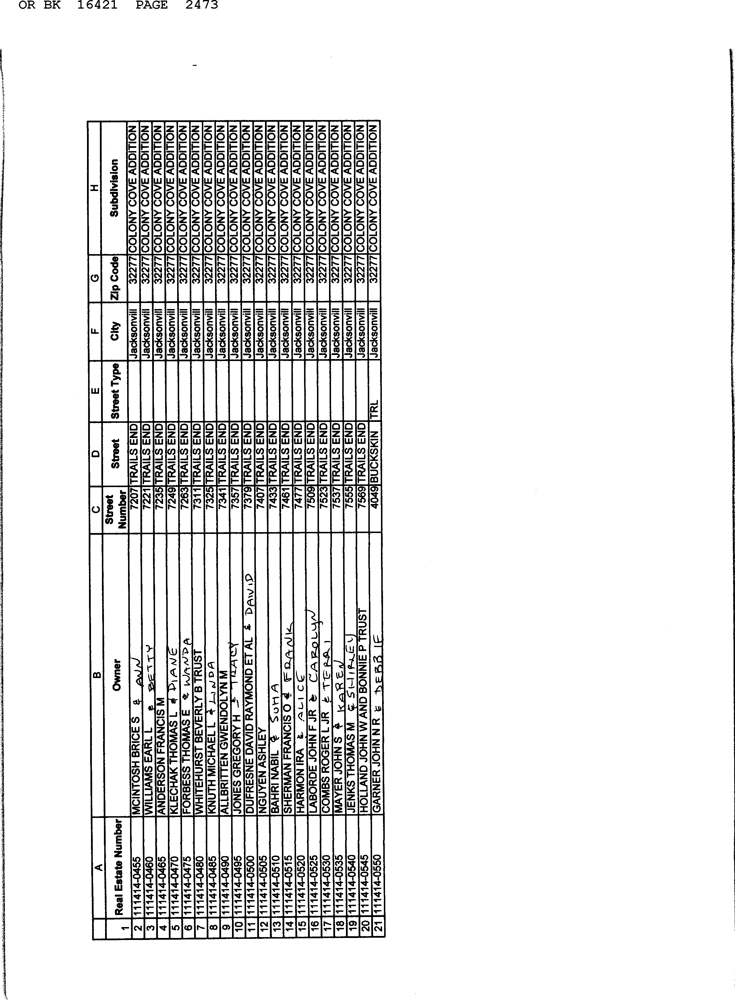 OR BK 16421 PAGE 2473
A B C D E F G H
1 Real Estate Number Owner Street Number Street Street Type City Zip Code Subdivision
2 111414-0455 MCINTOSH BRICE S & ANN 7207 TRAILS END Jacksonvill 32277 COLONY COVE ADDITION
3 111414-0460 WILLIAMS EARL L & BETTY 7221 TRAILS END Jacksonvill 32277 COLONY COVE ADDITION
4 111414-0465 ANDERSON FRANCIS M 7235 TRAILS END Jacksonvill 32277 COLONY COVE ADDITION
5 111414-0470 KLECHAK THOMAS L & DIANE 7249 TRAILS END Jacksonvill 32277 COLONY COVE ADDITION
6 111414-0475 FORBESS THOMAS E & WANDA 7263 TRAILS END Jacksonvill 32277 COLONY COVE ADDITION
7 111414-0480 WHITEHURST BEVERLY B TRUST 7311 TRAILS END Jacksonvill 32277 COLONY COVE ADDITION
8 111414-0485 KNUTH MICHAEL L & LINDA 7325 TRAILS END Jacksonvill 32277 COLONY COVE ADDITION
9 111414-0490 ALLBRITTEN GWENDOLYN M 7341 TRAILS END Jacksonvill 32277 COLONY COVE ADDITION
10 111414-0495 JONES GREGORY H & TRACY 7357 TRAILS END Jacksonvill 32277 COLONY COVE ADDITION
11 111414-0500 DUFRESNE DAVID RAYMOND ET AL & DAVID 7379 TRAILS END Jacksonvill 32277 COLONY COVE ADDITION
12 111414-0505 NGUYEN ASHLEY 7407 TRAILS END Jacksonvill 32277 COLONY COVE ADDITION
13 111414-0510 BAHRI NABIL & SUHA 7433 TRAILS END Jacksonvill 32277 COLONY COVE ADDITION
14 111414-0515 SHERMAN FRANCIS O & FRANK 7461 TRAILS END Jacksonvill 32277 COLONY COVE ADDITION
15 111414-0520 HARMON IRA & ALICE 7477 TRAILS END Jacksonvill 32277 COLONY COVE ADDITION
16 111414-0525 LABORDE JOHN F JR & CAROLYN 7509 TRAILS END Jacksonvill 32277 COLONY COVE ADDITION
17 111414-0530 COMBS ROGER L JR & TERRI 7523 TRAILS END Jacksonvill 32277 COLONY COVE ADDITION
18 111414-0535 MAYER JOHN S & KAREN 7537 TRAILS END Jacksonvill 32277 COLONY COVE ADDITION
19 111414-0540 JENKS THOMAS M & SHIRLEY 7555 TRAILS END Jacksonvill 32277 COLONY COVE ADDITION
20 111414-0545 HOLLAND JOHN W AND BONNIE P TRUST 7569 TRAILS END Jacksonvill 32277 COLONY COVE ADDITION
21 111414-0550 GARNER JOHN N R & DEBBIE 4049 BUCKSKIN TRL Jacksonvill 32277 COLONY COVE ADDITION